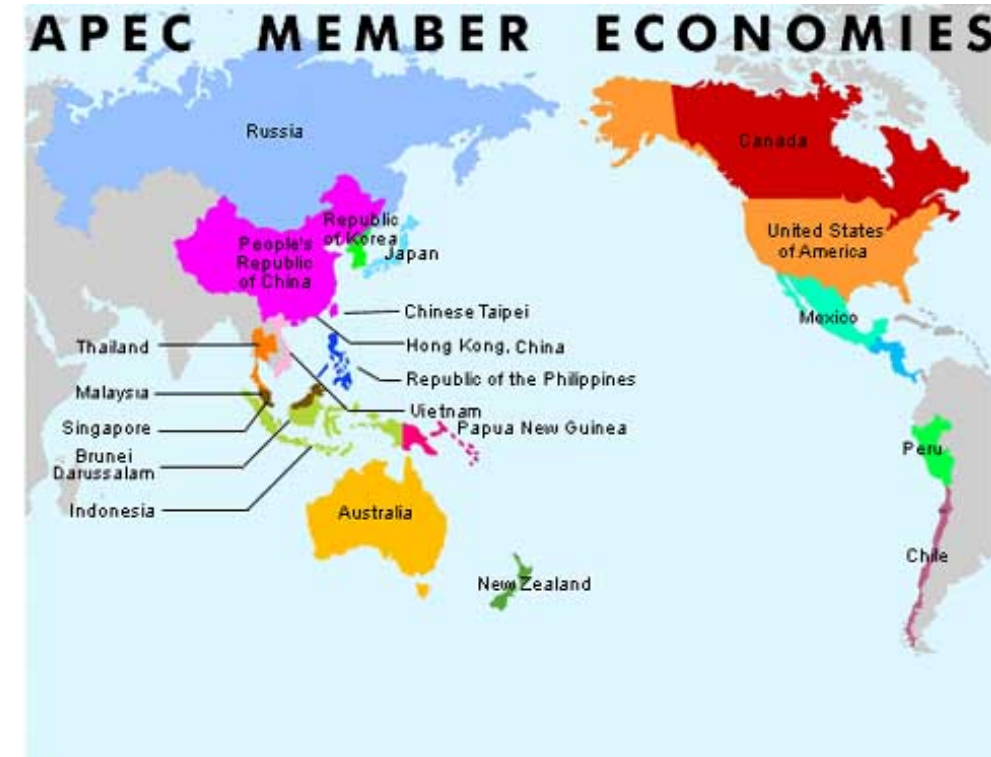 APEC MEMBER ECONOMIES
Russia
Canada
Republic
of Korea
People's
Republic
of China
Japan
United States
of America
Mexico
Chinese Taipei
Hong Kong, China
Thailand
Republic of the Philippines
Malaysia
Vietnam
Singapore
Papua New Guinea
Brunei
Darussalam
Indonesia
Peru
Australia
Chile
New Zealand